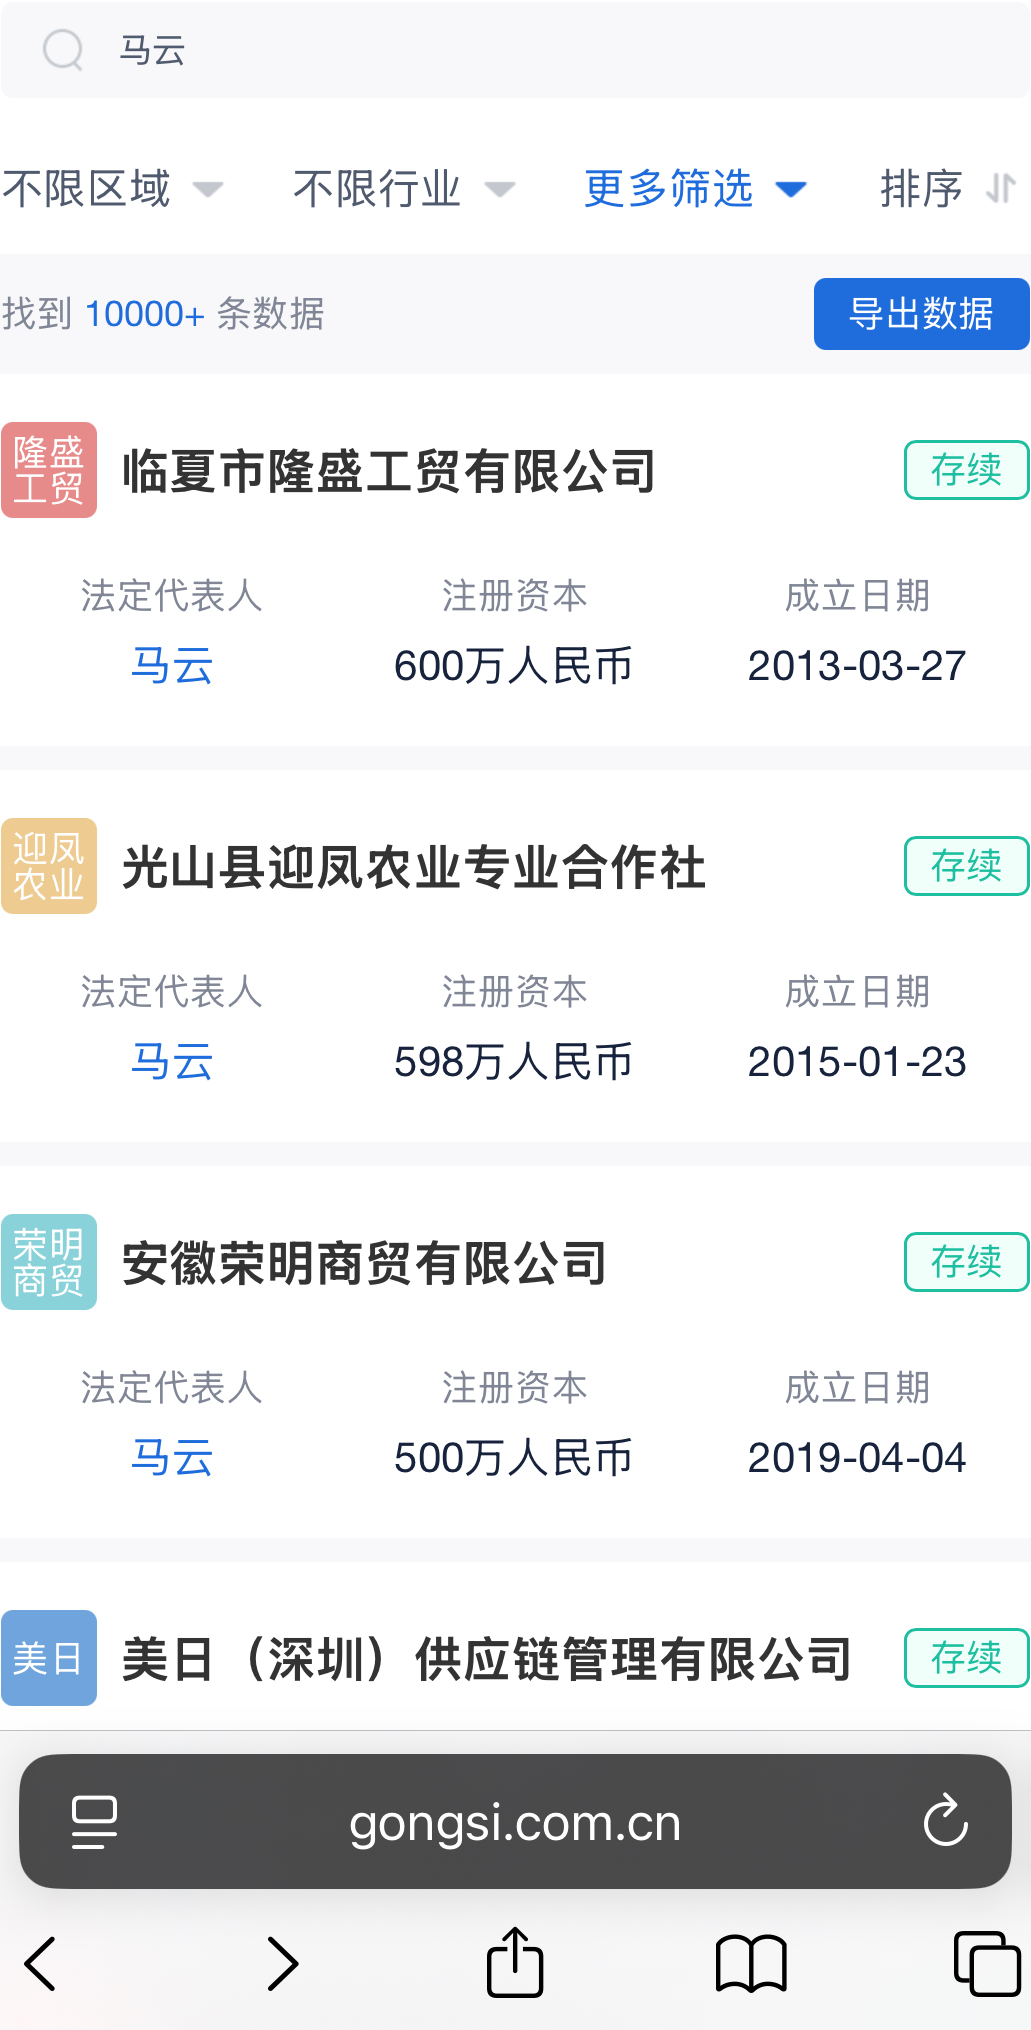 马云
不限区域 不限行业 更多筛选 排序
找到 10000+ 条数据 导出数据
隆盛
工贸
临夏市隆盛工贸有限公司 存续
法定代表人 注册资本 成立日期
马云 600万人民币 2013-03-27
迎凤
农业
光山县迎凤农业专业合作社 存续
法定代表人 注册资本 成立日期
马云 598万人民币 2015-01-23
荣明
商贸
安徽荣明商贸有限公司 存续
法定代表人 注册资本 成立日期
马云 500万人民币 2019-04-04
美日 美日（深圳）供应链管理有限公司 存续
gongsi.com.cn